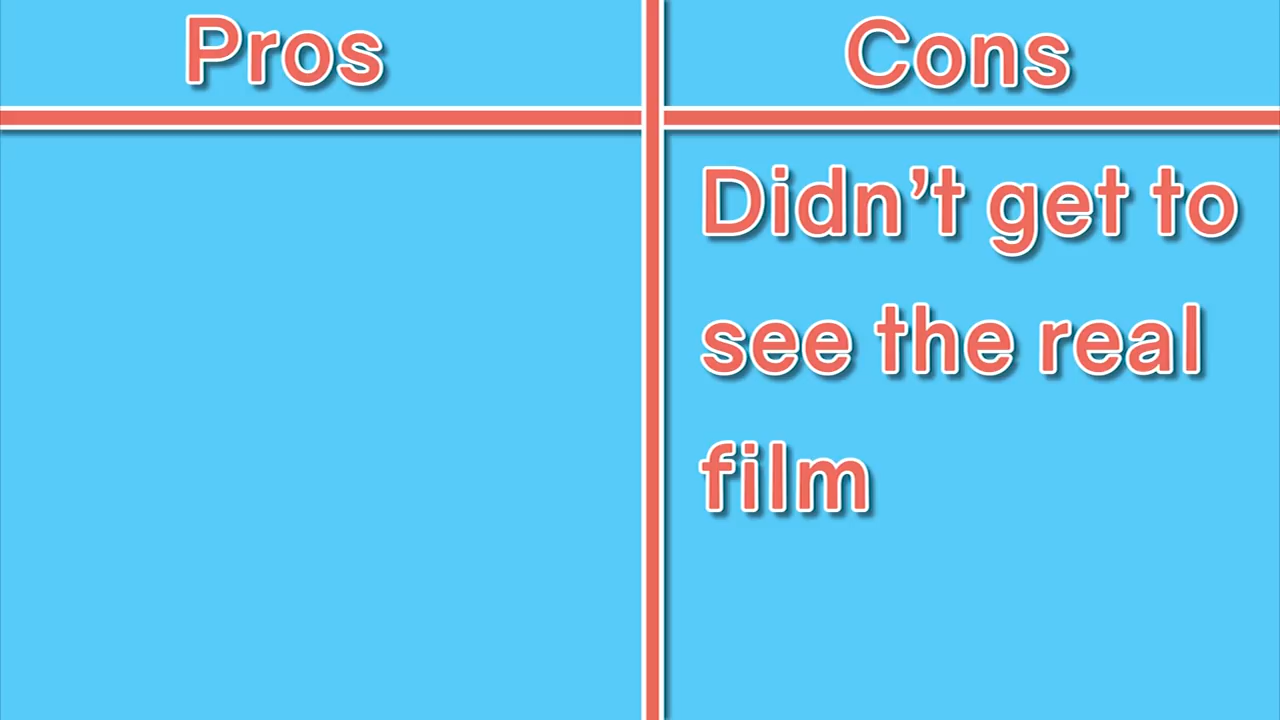 Pros
Cons
Didn’t get to
see the real
film